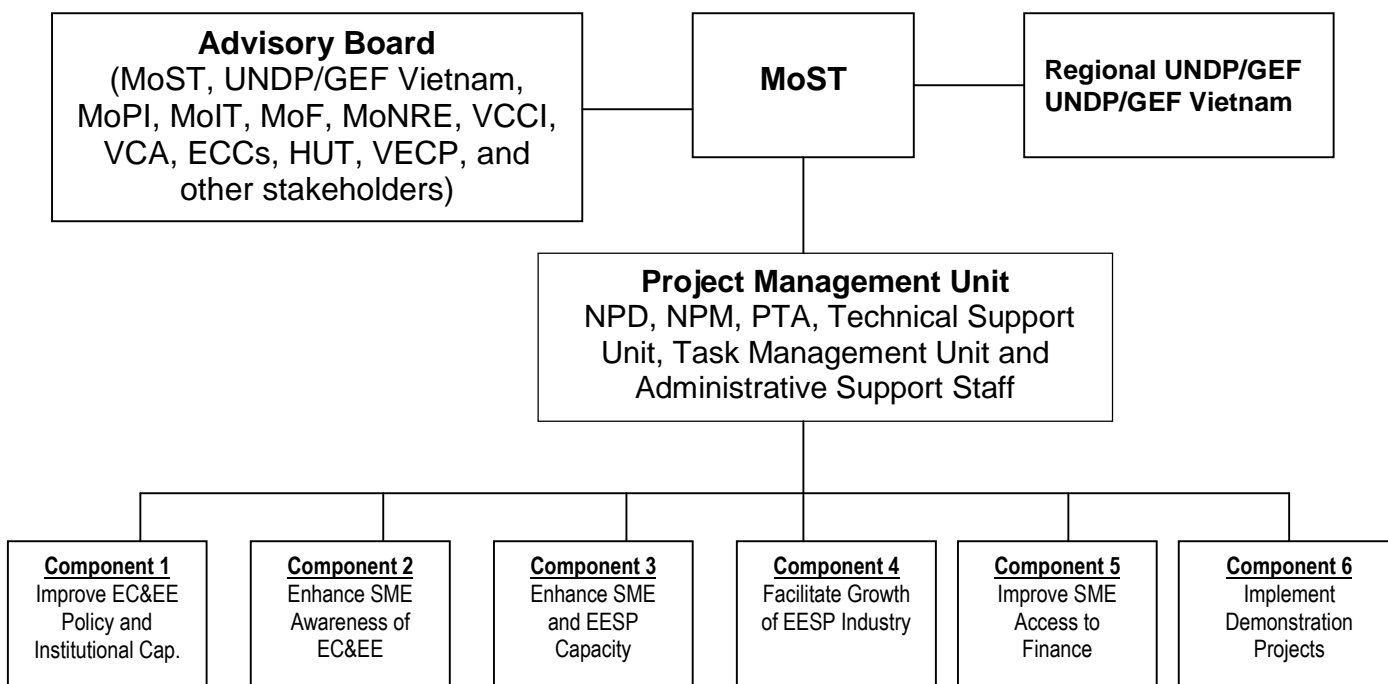 Advisory Board
(MoST, UNDP/GEF Vietnam,
MoPI, MoIT, MoF, MoNRE, VCCI,
VCA, ECCs, HUT, VECP, and
other stakeholders)
MoST
Regional UNDP/GEF
UNDP/GEF Vietnam
Project Management Unit
NPD, NPM, PTA, Technical Support
Unit, Task Management Unit and
Administrative Support Staff
Component 1
Improve EC&EE
Policy and
Institutional Cap.
Component 2
Enhance SME
Awareness of
EC&EE
Component 3
Enhance SME
and EESP
Capacity
Component 4
Facilitate Growth
of EESP Industry
Component 5
Improve SME
Access to
Finance
Component 6
Implement
Demonstration
Projects